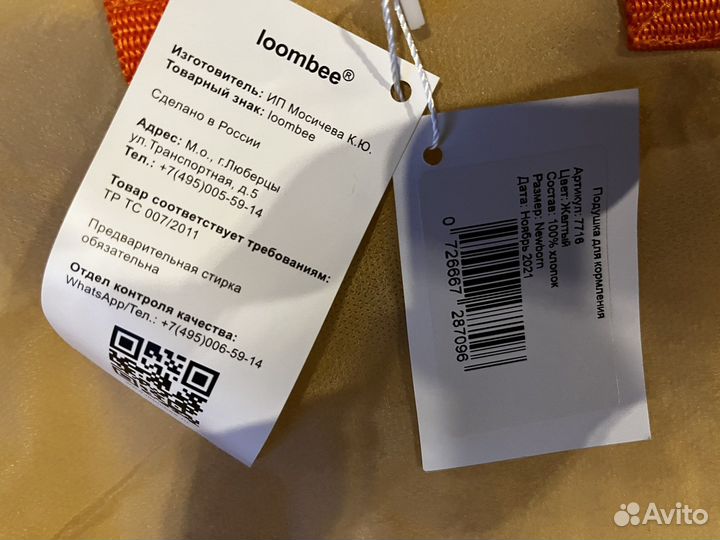 loombee®
Изготовитель: ИП Мосичева К.Ю.
Товарный знак: loombee
Сделано в России
Адрес: М.о., г.Люберцы
ул.Транспортная, д.5
Тел.: +7(495)005-59-14
Товар соответствует требованиям:
ТР ТС 007/2011
Предварительная стирка
обязательна
Отдел контроля качества:
WhatsApp/Тел.: +7(495)006-59-14
Подушка для кормления
Артикул: 7716
Цвет: Желтый
Состав: 100% хлопок
Размер: Newborn
Дата: Ноябрь 2021
0 726667 287096
Avito